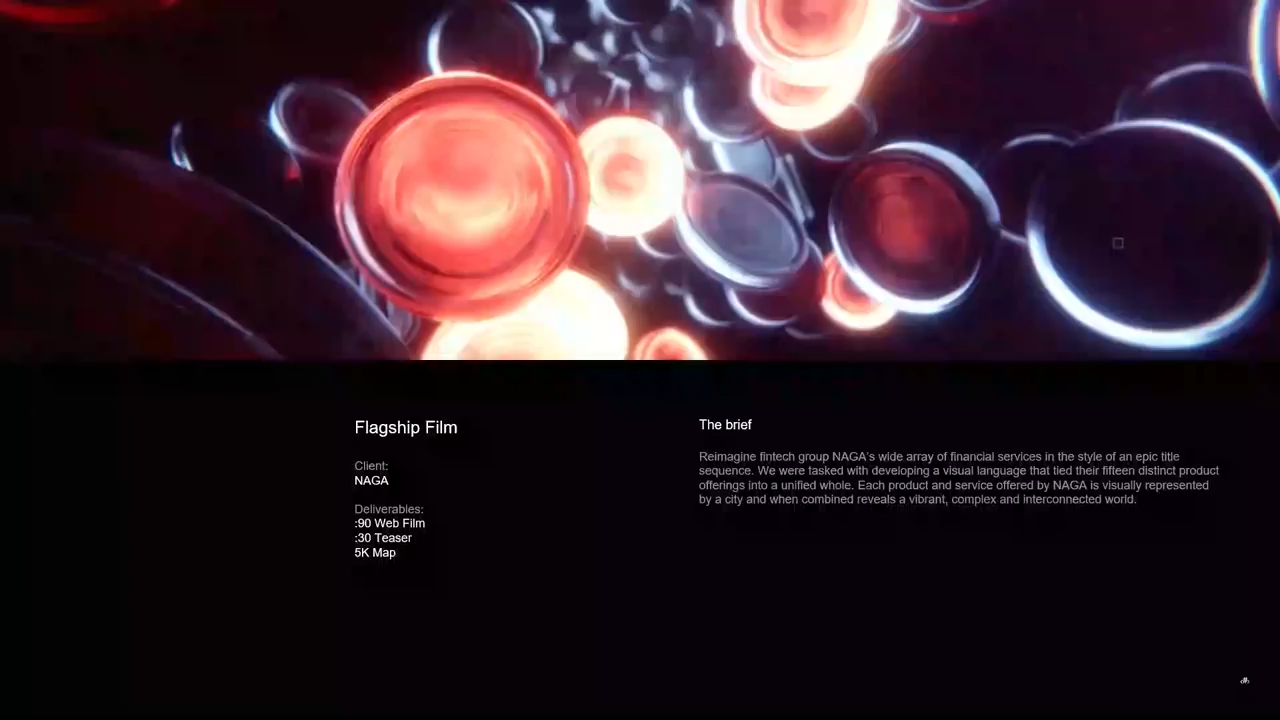 Flagship Film
Client:
NAGA
Deliverables:
:90 Web Film
:30 Teaser
5K Map
The brief
Reimagine fintech group NAGA's wide array of financial services in the style of an epic title
sequence. We were tasked with developing a visual language that tied their fifteen distinct product
offerings into a unified whole. Each product and service offered by NAGA is visually represented
by a city and when combined reveals a vibrant, complex and interconnected world.